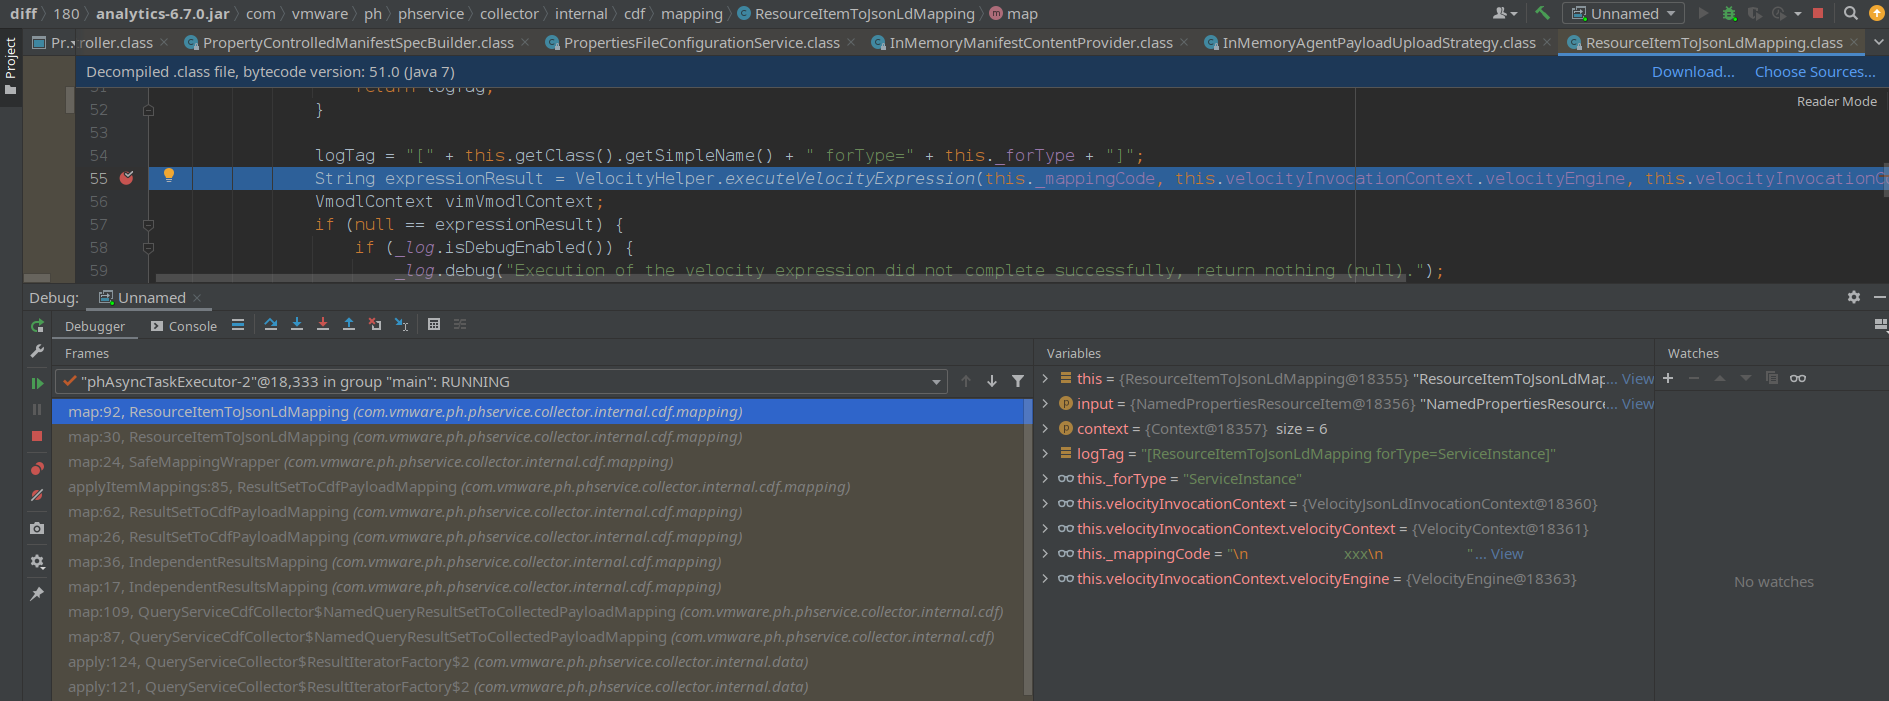 diff 180 analytics-6.7.0.jar com vmware ph phservice collector internal cdf mapping ResourceItemToJsonLdMapping map Unnamed
Project
Pr...troller.class PropertyControlledManifestSpecBuilder.class PropertiesFileConfigurationService.class InMemoryManifestContentProvider.class InMemoryAgentPayloadUploadStrategy.class ResourceItemToJsonLdMapping.class
Decompiled .class file, bytecode version: 51.0 (Java 7) Download... Choose Sources...
Reader Mode
51 return logTag;
52 }
53
54 logTag = "[" + this.getClass().getSimpleName() + " forType=" + this._forType + "]";
55 String expressionResult = VelocityHelper.executeVelocityExpression(this._mappingCode, this.velocityInvocationContext.velocityEngine, this.velocityInvocationC
56 VmodlContext vimVmodlContext;
57 if (null == expressionResult) {
58 if (_log.isDebugEnabled()) {
59 _log.debug("Execution of the velocity expression did not complete successfully, return nothing (null).");
Debug: Unnamed
Debugger Console
Frames
"phAsyncTaskExecutor-2"@18,333 in group "main": RUNNING
map:92, ResourceItemToJsonLdMapping (com.vmware.ph.phservice.collector.internal.cdf.mapping)
map:30, ResourceItemToJsonLdMapping (com.vmware.ph.phservice.collector.internal.cdf.mapping)
map:24, SafeMappingWrapper (com.vmware.ph.phservice.collector.internal.cdf.mapping)
applyItemMappings:85, ResultSetToCdfPayloadMapping (com.vmware.ph.phservice.collector.internal.cdf.mapping)
map:62, ResultSetToCdfPayloadMapping (com.vmware.ph.phservice.collector.internal.cdf.mapping)
map:26, ResultSetToCdfPayloadMapping (com.vmware.ph.phservice.collector.internal.cdf.mapping)
map:36, IndependentResultsMapping (com.vmware.ph.phservice.collector.internal.cdf.mapping)
map:17, IndependentResultsMapping (com.vmware.ph.phservice.collector.internal.cdf.mapping)
map:109, QueryServiceCdfCollector$NamedQueryResultSetToCollectedPayloadMapping (com.vmware.ph.phservice.collector.internal.cdf)
map:87, QueryServiceCdfCollector$NamedQueryResultSetToCollectedPayloadMapping (com.vmware.ph.phservice.collector.internal.cdf)
apply:124, QueryServiceCollector$ResultIteratorFactory$2 (com.vmware.ph.phservice.collector.internal.data)
apply:121, QueryServiceCollector$ResultIteratorFactory$2 (com.vmware.ph.phservice.collector.internal.data)
Variables
this = {ResourceItemToJsonLdMapping@18355} "ResourceItemToJsonLdMap... View
input = {NamedPropertiesResourceItem@18356} "NamedPropertiesResource... View
context = {Context@18357} size = 6
logTag = "[ResourceItemToJsonLdMapping forType=ServiceInstance]"
this._forType = "ServiceInstance"
this.velocityInvocationContext = {VelocityJsonLdInvocationContext@18360}
this.velocityInvocationContext.velocityContext = {VelocityContext@18361}
this._mappingCode = "\n xxx\n "... View
this.velocityInvocationContext.velocityEngine = {VelocityEngine@18363}
Watches
No watches